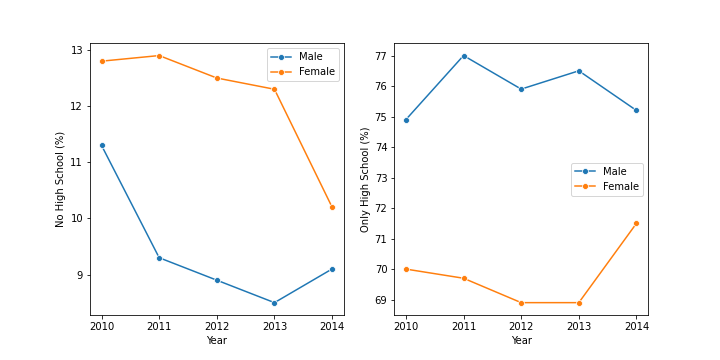 No High School (%)
13
12
11
10
9
2010 2011 2012 2013 2014
Year
Male
Female
Only High School (%)
77
76
75
74
73
72
71
70
69
2010 2011 2012 2013 2014
Year
Male
Female